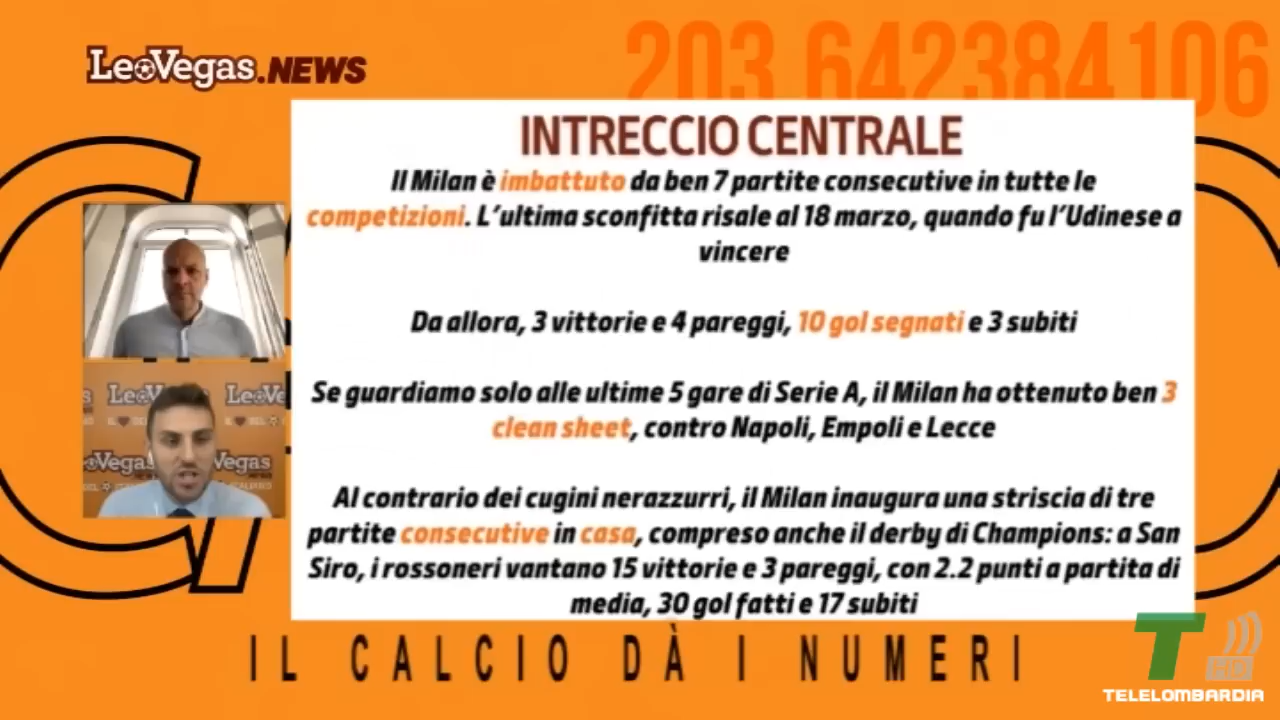 LeoVegas.NEWS
203.642384106
INTRECCIO CENTRALE
Il Milan è imbattuto da ben 7 partite consecutive in tutte le
competizioni. L'ultima sconfitta risale al 18 marzo, quando fu l'Udinese a
vincere
Da allora, 3 vittorie e 4 pareggi, 10 gol segnati e 3 subiti
Se guardiamo solo alle ultime 5 gare di Serie A, il Milan ha ottenuto ben 3
clean sheet, contro Napoli, Empoli e Lecce
Al contrario dei cugini nerazzurri, il Milan inaugura una striscia di tre
partite consecutive in casa, compreso anche il derby di Champions: a San
Siro, i rossoneri vantano 15 vittorie e 3 pareggi, con 2.2 punti a partita di
media, 30 gol fatti e 17 subiti
LeoVegas
IL CALCIO DÀ I NUMERI
T HD
TELELOMBARDIA